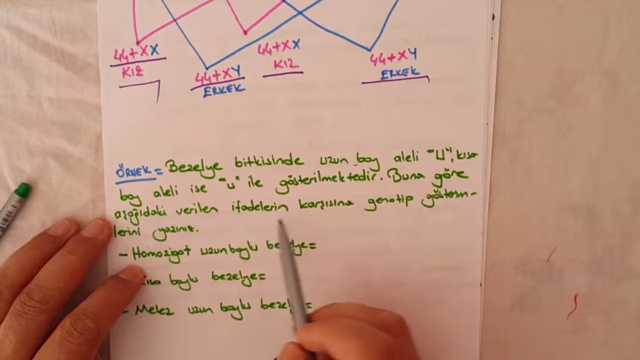 44+XX
KIZ
44+XY
ERKEK
44+XX
KIZ
44+XY
ERKEK
ÖRNEK= Bezelye bitkisinde uzun boy aleli "U", kısa
boy aleli ise "u" ile gösterilmektedir. Buna göre
aşağıdaki verilen ifadelerin karşısına genotip gösterim-
lerini yazınız.
- Homozigot uzun boylu bezelye=
boylu bezelye=
- Melez uzun boylu bezelye=